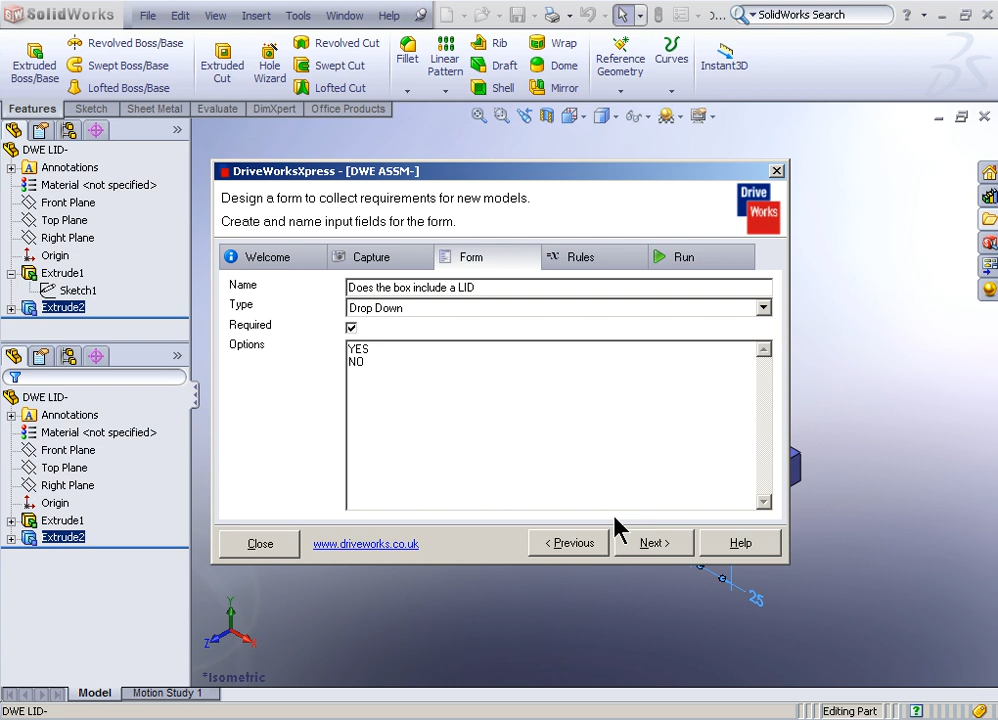 SolidWorks File Edit View Insert Tools Window Help SolidWorks Search ?
Extruded Boss/Base
Revolved Boss/Base
Swept Boss/Base
Lofted Boss/Base
Extruded Cut
Hole Wizard
Revolved Cut
Swept Cut
Lofted Cut
Fillet
Linear Pattern
Rib
Draft
Shell
Wrap
Dome
Mirror
Reference Geometry
Curves
Instant3D
Features Sketch Sheet Metal Evaluate DimXpert Office Products
DWE LID-
Annotations
Material <not specified>
Front Plane
Top Plane
Right Plane
Origin
Extrude1
Sketch1
Extrude2
DWE LID-
Annotations
Material <not specified>
Front Plane
Top Plane
Right Plane
Origin
Extrude1
Extrude2
DriveWorksXpress - [DWE ASSM-]
Design a form to collect requirements for new models.
Create and name input fields for the form.
Drive
Works
Welcome Capture Form Rules Run
Name Does the box include a LID
Type Drop Down
Required
Options
YES
NO
Close www.driveworks.co.uk < Previous Next > Help
25
Y
Z
X
*Isometric
Model Motion Study 1
DWE LID- Editing Part ?